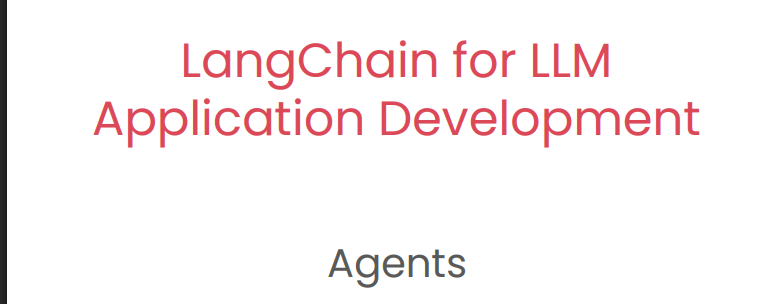 LangChain for LLM
Application Development
Agents